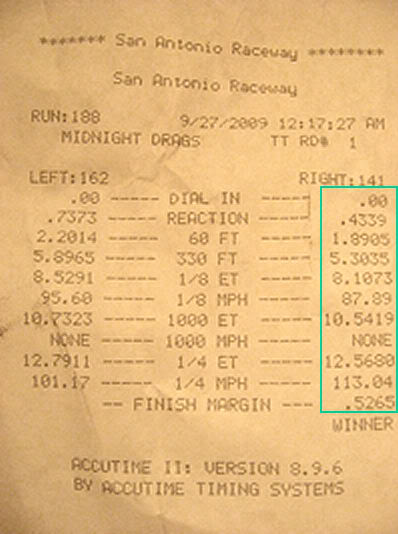 ******* San Antonio Raceway ********
San Antonio Raceway
RUN:188 9/27/2009 12:17:27 AM
MIDNIGHT DRAGS TT RD# 1
LEFT:162 RIGHT:141
.00 ----- DIAL IN ----- .00
.7373 ----- REACTION ----- .4339
2.2014 ----- 60 FT ----- 1.8905
5.8965 ----- 330 FT ----- 5.3035
8.5291 ----- 1/8 ET ----- 8.1073
95.60 ----- 1/8 MPH ----- 87.89
10.7323 ----- 1000 ET ----- 10.5419
NONE ----- 1000 MPH ----- NONE
12.7911 ----- 1/4 ET ----- 12.5680
101.17 ----- 1/4 MPH ----- 113.04
-- FINISH MARGIN --- .5265
WINNER
ACCUTIME II: VERSION 8.9.6
BY ACCUTIME TIMING SYSTEMS